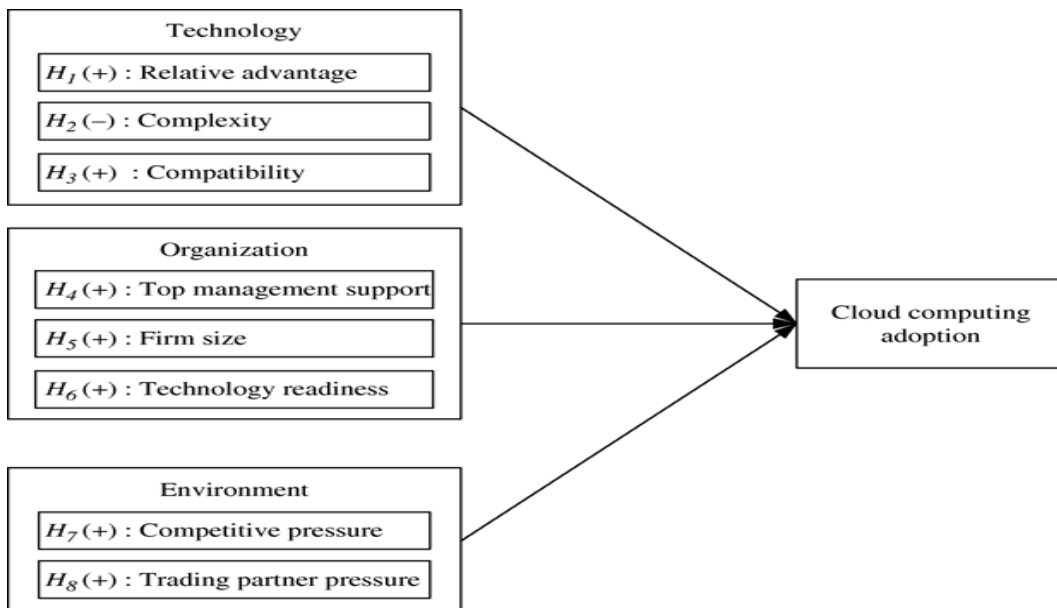 Technology
H1(+) : Relative advantage
H2(–) : Complexity
H3(+) : Compatibility
Organization
H4(+) : Top management support
H5(+) : Firm size
H6(+) : Technology readiness
Environment
H7(+) : Competitive pressure
H8(+) : Trading partner pressure
Cloud computing
adoption